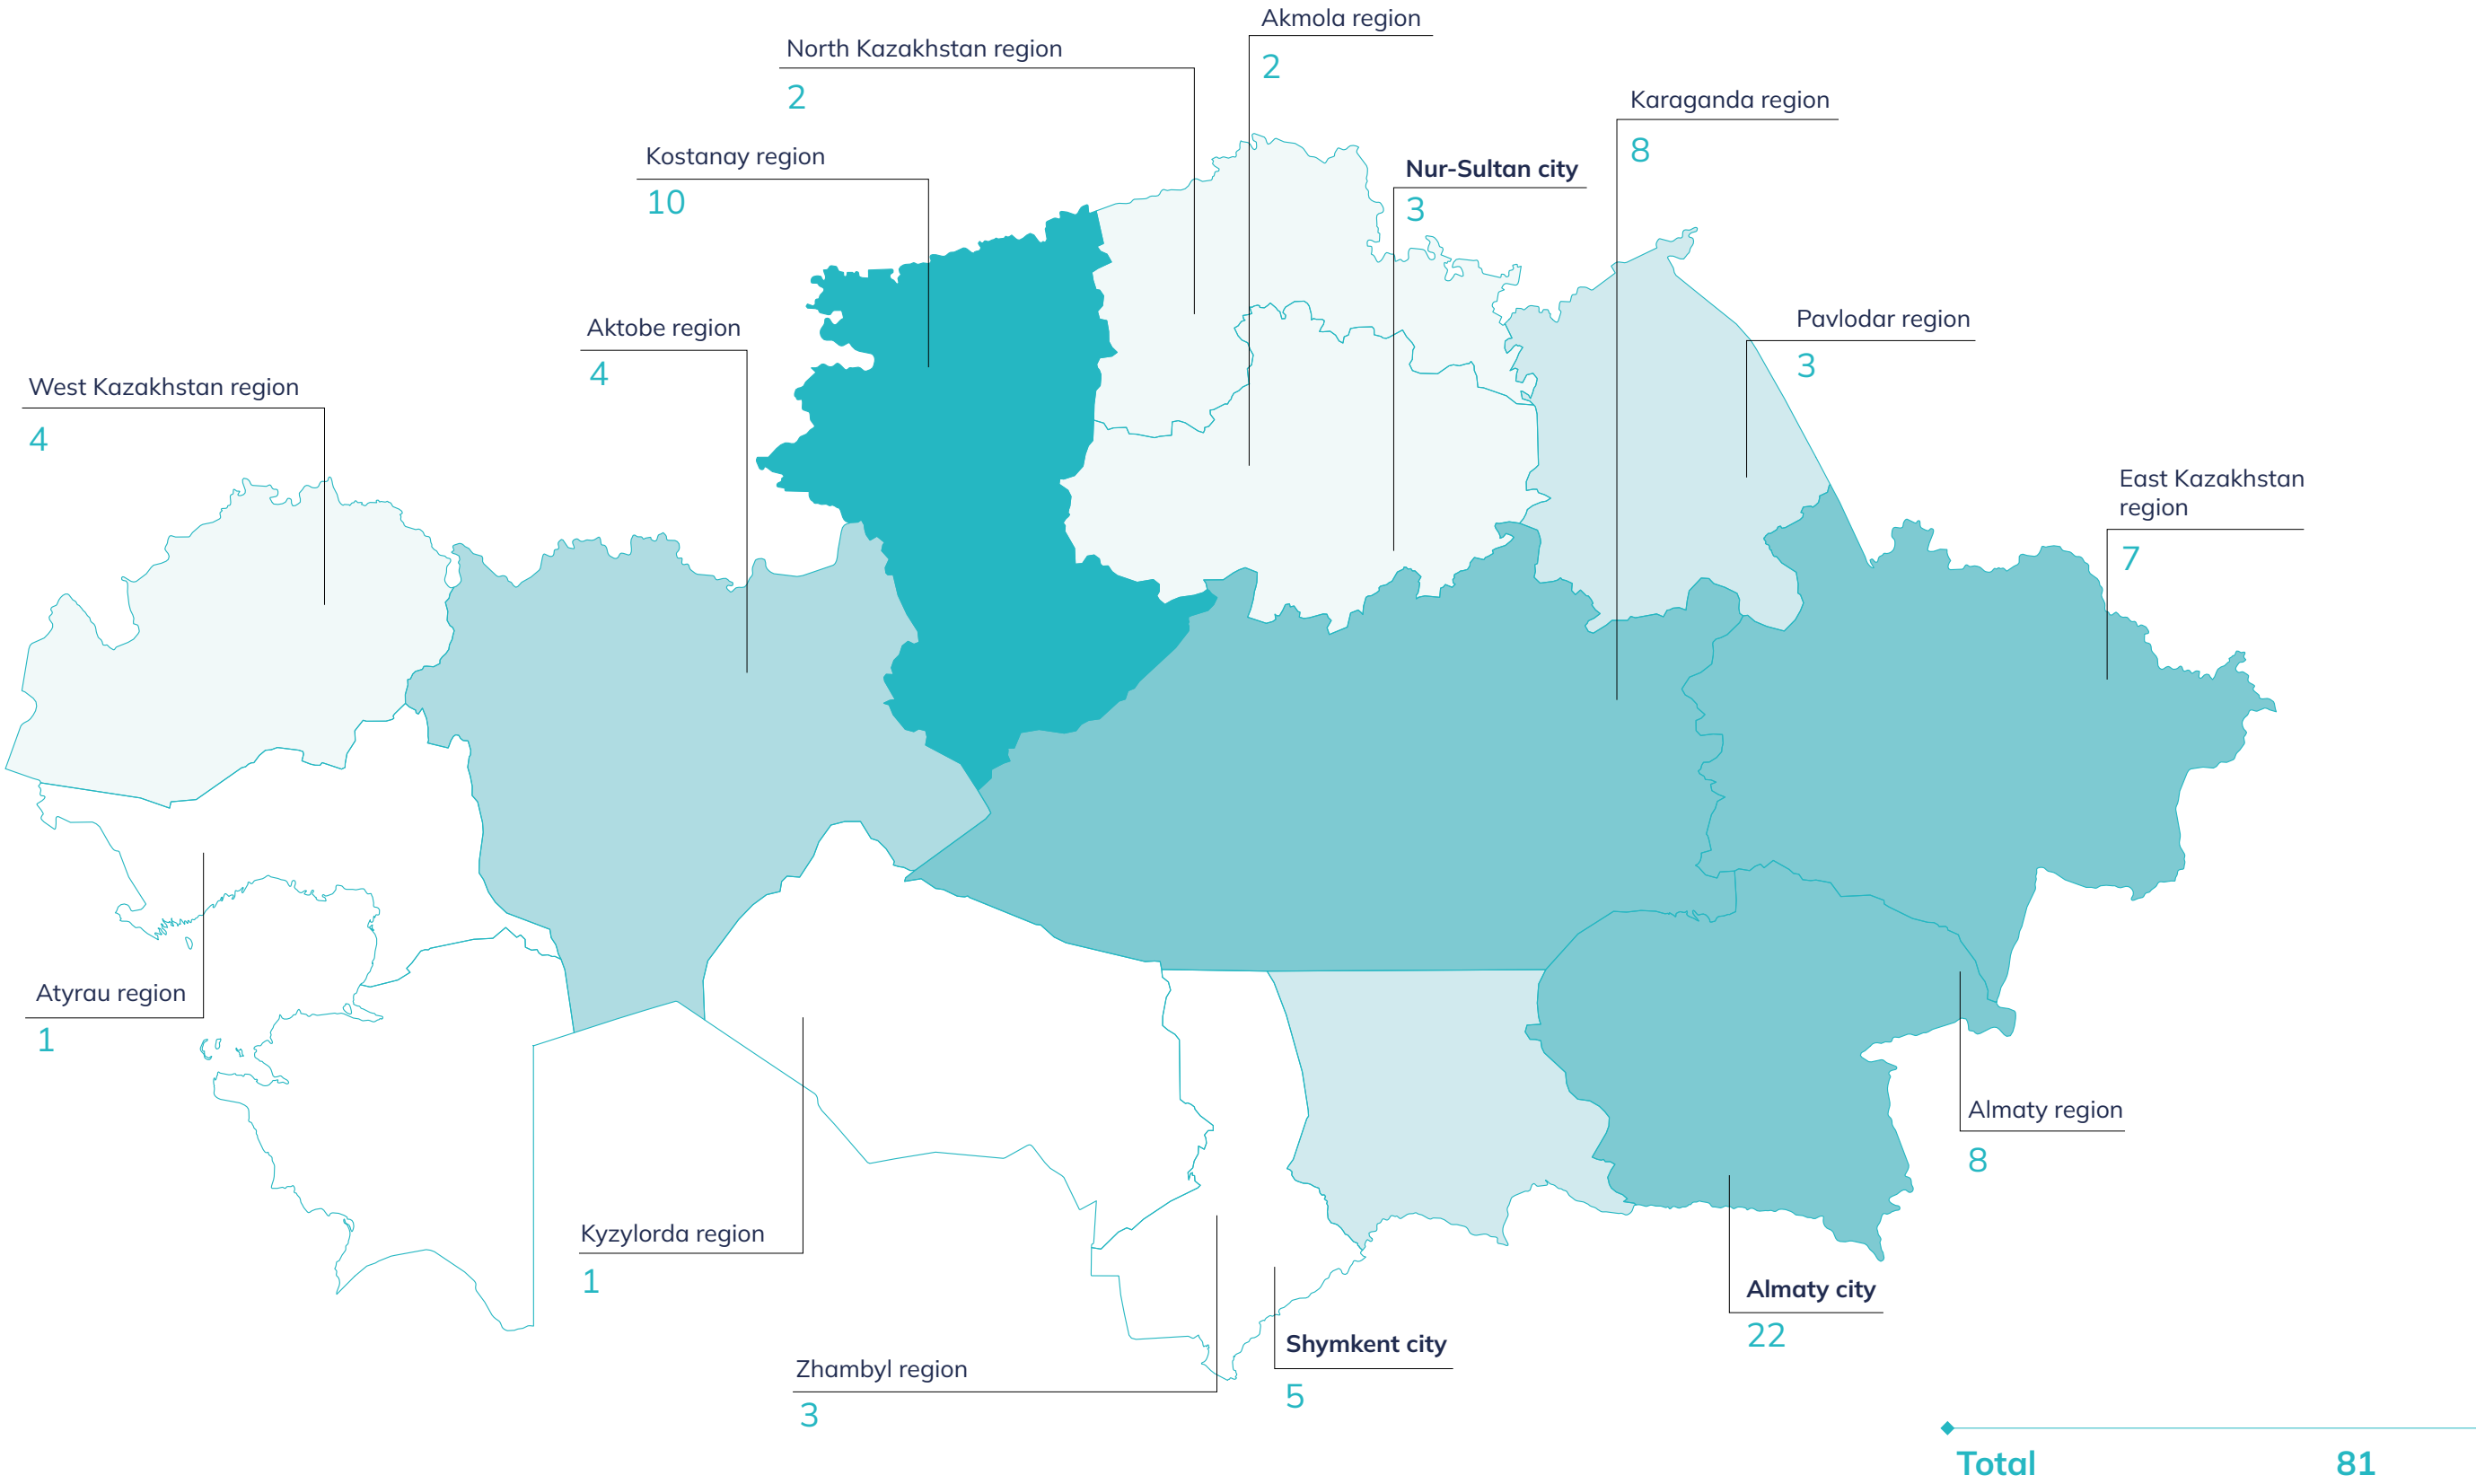 Akmola region
2
North Kazakhstan region
2
Karaganda region
8
Kostanay region
10
Nur-Sultan city
3
Aktobe region
4
Pavlodar region
3
West Kazakhstan region
4
East Kazakhstan
region
7
Atyrau region
1
Almaty region
8
Kyzylorda region
1
Almaty city
22
Shymkent city
5
Zhambyl region
3
Total 81